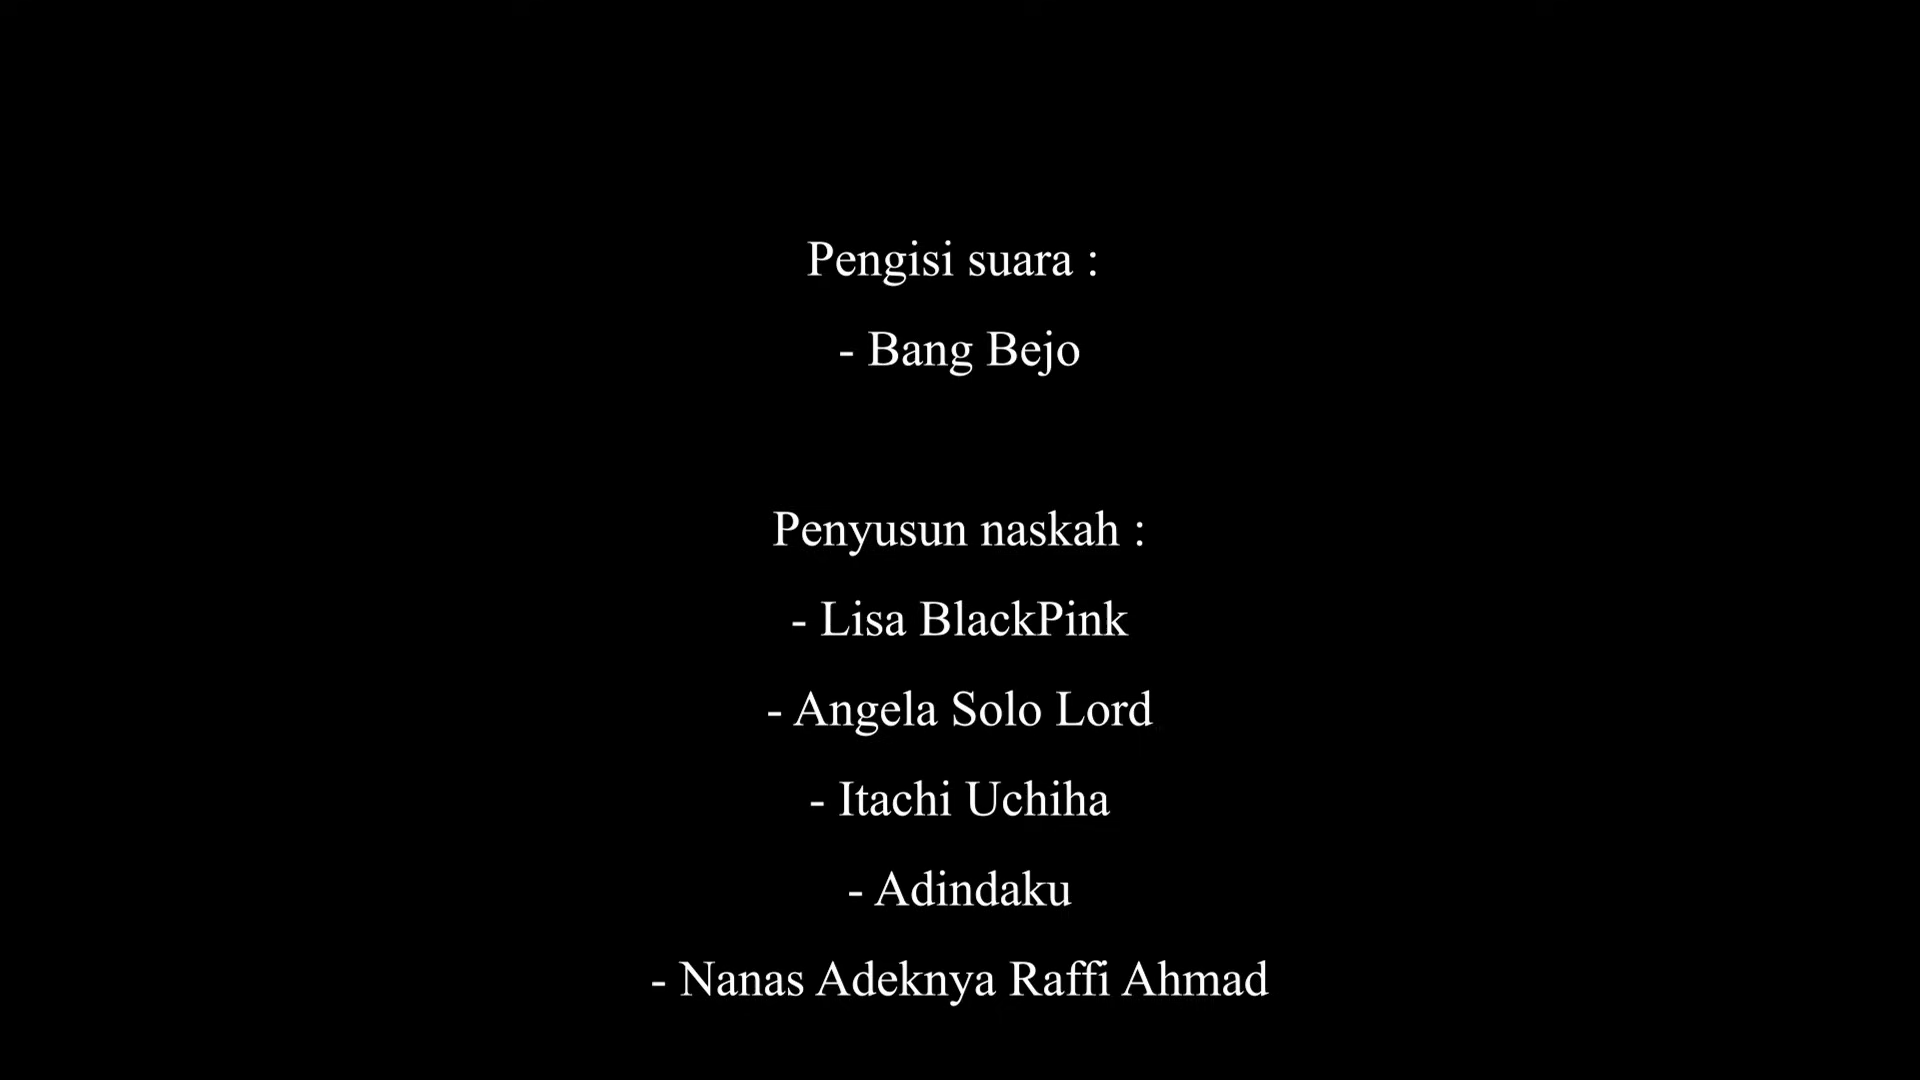 Pengisi suara :
- Bang Bejo
Penyusun naskah :
- Lisa BlackPink
- Angela Solo Lord
- Itachi Uchiha
- Adindaku
- Nanas Adeknya Raffi Ahmad